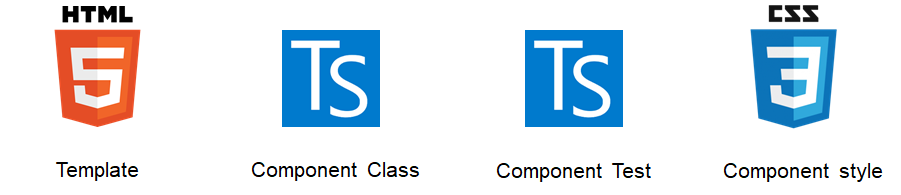 HTML
CSS
5
TS
TS
3
Template
Component Class
Component Test
Component style